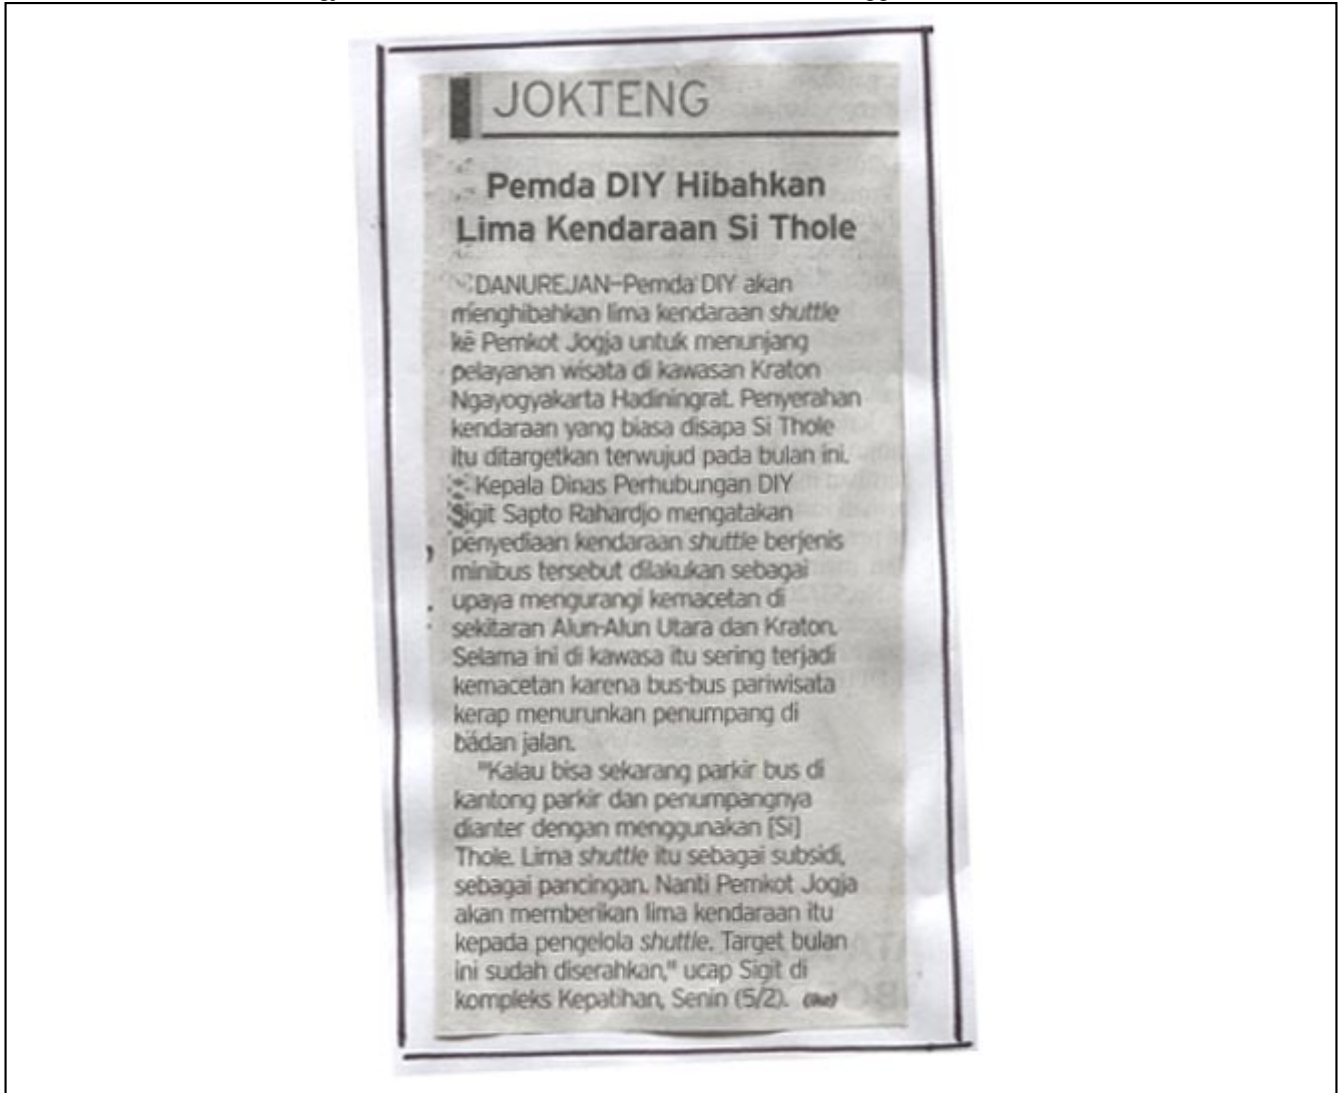 JOKTENG
Pemda DIY Hibahkan
Lima Kendaraan Si Thole
DANUREJAN–Pemda DIY akan
menghibahkan lima kendaraan shuttle
ke Pemkot Jogja untuk menunjang
pelayanan wisata di kawasan Kraton
Ngayogyakarta Hadiningrat. Penyerahan
kendaraan yang biasa disapa Si Thole
itu ditargetkan terwujud pada bulan ini.
Kepala Dinas Perhubungan DIY
Sigit Sapto Rahardjo mengatakan
penyediaan kendaraan shuttle berjenis
minibus tersebut dilakukan sebagai
upaya mengurangi kemacetan di
sekitaran Alun-Alun Utara dan Kraton.
Selama ini di kawasa itu sering terjadi
kemacetan karena bus-bus pariwisata
kerap menurunkan penumpang di
badan jalan.
"Kalau bisa sekarang parkir bus di
kantong parkir dan penumpangnya
dianter dengan menggunakan [Si]
Thole. Lima shuttle itu sebagai subsidi,
sebagai pancingan. Nanti Pemkot Jogja
akan memberikan lima kendaraan itu
kepada pengelola shuttle. Target bulan
ini sudah diserahkan," ucap Sigit di
kompleks Kepatihan, Senin (5/2).